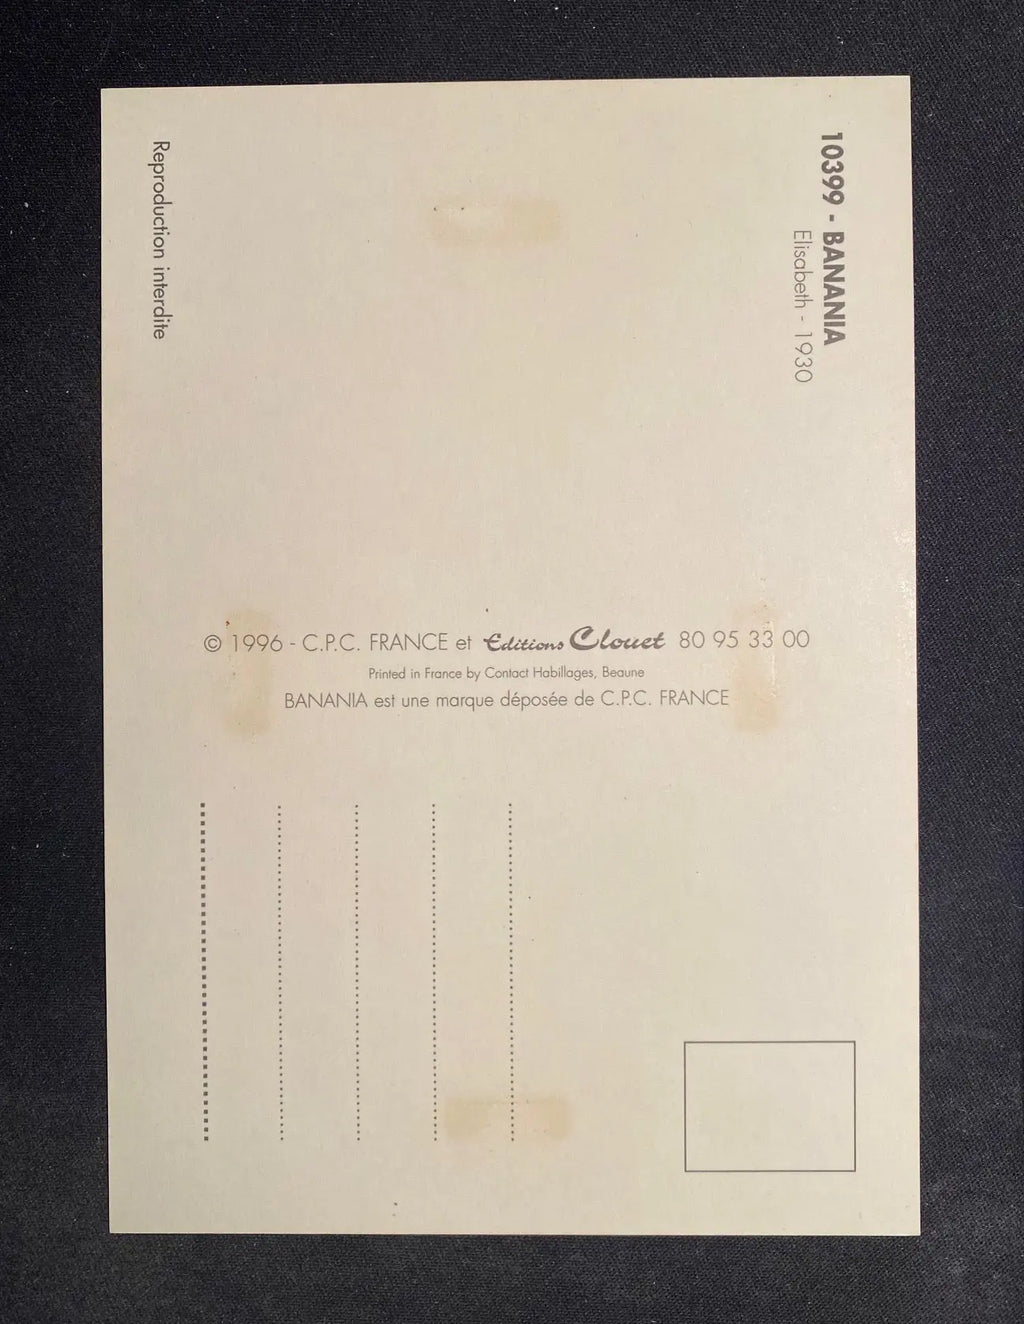 10399 - BANANIA
Elisabeth - 1930
Reproduction interdite
© 1996 - C.P.C. FRANCE et Editions Clouet 80 95 33 00
Printed in France by Contact Habillages, Beaune
BANANIA est une marque déposée de C.P.C. FRANCE